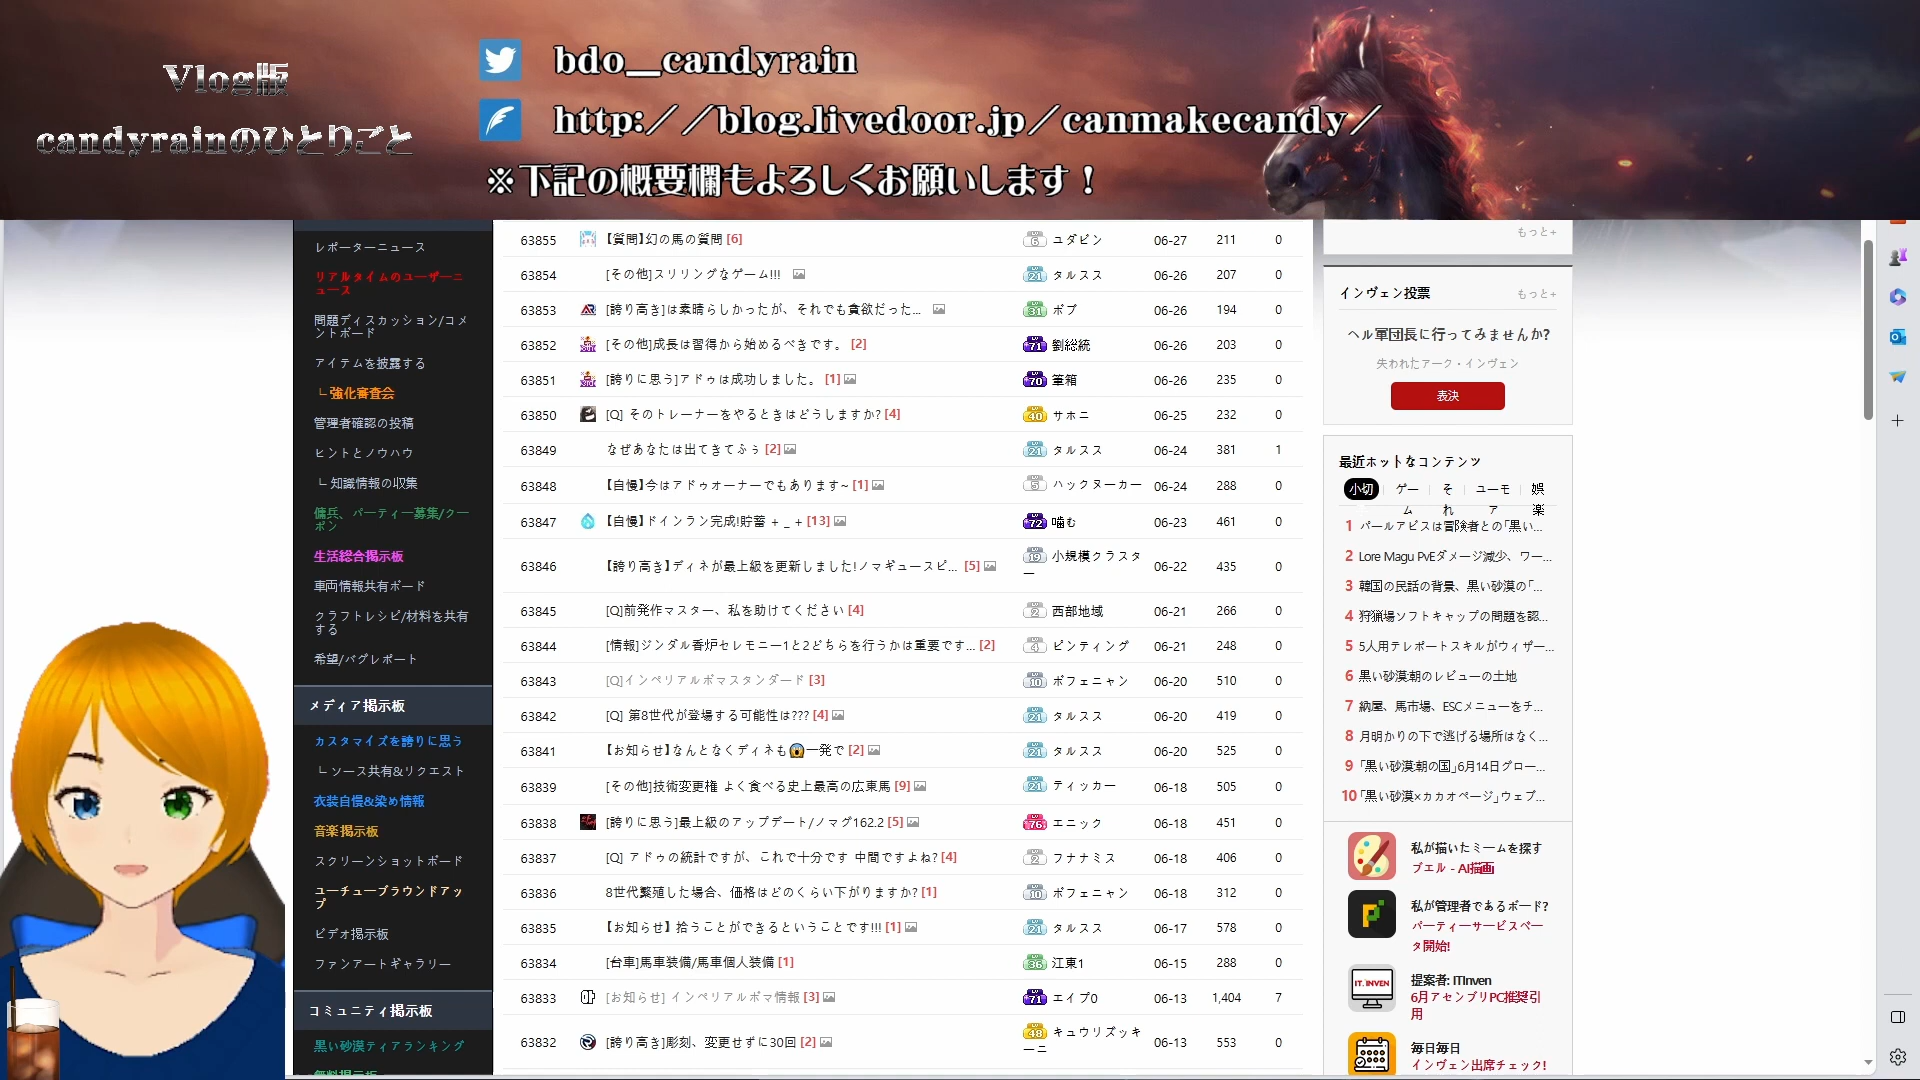 Vlog版
candyrainのひとりごと
bdo__candyrain
http://blog.livedoor.jp/canmakecandy/
※下記の概要欄もよろしくお願いします！
レポーターニュース
リアルタイムのユーザーニ
ュース
問題ディスカッション/コメ
ントボード
アイテムを披露する
└ 強化審査会
管理者確認の投稿
ヒントとノウハウ
└ 知識情報の収集
傭兵、パーティー募集/クー
ポン
生活総合掲示板
車両情報共有ボード
クラフトレシピ/材料を共有
する
希望/バグレポート
メディア掲示板
カスタマイズを誇りに思う
└ ソース共有&リクエスト
衣装自慢&染め情報
音楽掲示板
スクリーンショットボード
ユーチューブラウンドアッ
プ
ビデオ掲示板
ファンアートギャラリー
コミュニティ掲示板
黒い砂漠ティアランキング
無料掲示板
63855 【質問】幻の馬の質問 [6] 6 ユダビン 06-27 211 0
63854 [その他]スリリングなゲーム!!! 21 タルスス 06-26 207 0
63853 [誇り高き]は素晴らしかったが、それでも貪欲だった... 31 ボブ 06-26 194 0
63852 [その他]成長は習得から始めるべきです。 [2] 71 劉総統 06-26 203 0
63851 [誇りに思う]アドゥは成功しました。 [1] 70 筆箱 06-26 235 0
63850 [Q] そのトレーナーをやるときはどうしますか? [4] 40 サホニ 06-25 232 0
63849 なぜあなたは出てきてふぅ [2] 21 タルスス 06-24 381 1
63848 【自慢】今はアドゥオーナーでもあります~ [1] 5 ハックヌーカー 06-24 288 0
63847 【自慢】ドインラン完成!貯蓄 + _ + [13] 72 噛む 06-23 461 0
63846 【誇り高き】ディネが最上級を更新しました!ノマギュースピ... [5] 19 小規模クラスタ
ー 06-22 435 0
63845 [Q]前発作マスター、私を助けてください [4] 2 西部地域 06-21 266 0
63844 [情報]ジンダル香炉セレモニー1と2どちらを行うかは重要です... [2] 4 ピンティング 06-21 248 0
63843 [Q]インペリアルボマスタンダード [3] 10 ボフェニャン 06-20 510 0
63842 [Q] 第8世代が登場する可能性は??? [4] 21 タルスス 06-20 419 0
63841 【お知らせ】なんとなくディネも😱一発で [2] 21 タルスス 06-20 525 0
63839 [その他]技術変更権 よく食べる史上最高の広東馬 [9] 21 ティッカー 06-18 505 0
63838 [誇りに思う]最上級のアップデート/ノマグ162.2 [5] 76 エニック 06-18 451 0
63837 [Q] アドゥの統計ですが、これで十分です 中間ですよね? [4] 2 フナナミス 06-18 406 0
63836 8世代繁殖した場合、価格はどのくらい下がりますか? [1] 10 ボフェニャン 06-18 312 0
63835 【お知らせ】 拾うことができるということです!!! [1] 21 タルスス 06-17 578 0
63834 [台車]馬車装備/馬車個人装備 [1] 36 江東1 06-15 288 0
63833 [お知らせ] インペリアルボマ情報 [3] 71 エイプ0 06-13 1,404 7
63832 [誇り高き]彫刻、変更せずに30回 [2] 48 キュウリズッキ
ーニ 06-13 553 0
もっと+
インヴェン投票 もっと+
ヘル軍団長に行ってみませんか?
失われたアーク・インヴェン
表決
最近ホットなコンテンツ
小切 ゲー
ム そ
れ ユーモ
ア 娯
楽
1 パールアビスは冒険者との「黒い...
2 Lore Magu PvEダメージ減少、ワー...
3 韓国の民話の背景、黒い砂漠の「...
4 狩猟場ソフトキャップの問題を認...
5 5人用テレポートスキルがウィザー...
6 黒い砂漠:朝のレビューの土地
7 納屋、馬市場、ESCメニューをチ...
8 月明かりの下で逃げる場所はなく...
9 「黒い砂漠:朝の国」6月14日グロー...
10 「黒い砂漠×カカオページ」ウェブ...
私が描いたミームを探す
ブエル - AI描画
私が管理者であるボード?
パーティーサービスベー
タ開始!
IT. INVEN
提案者: ITInven
6月アセンブリPC推奨引
用
毎日毎日
インヴェン出席チェック!